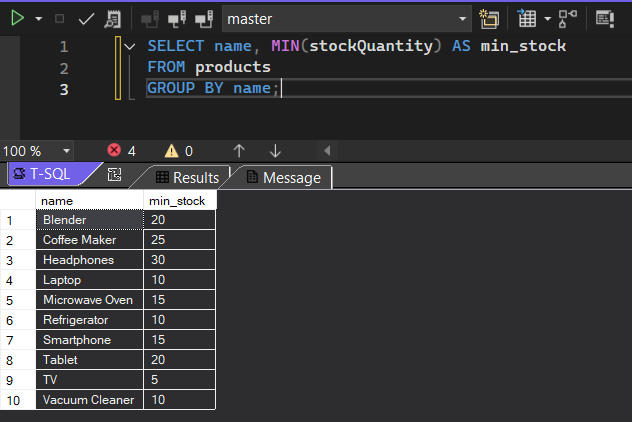 master
1 SELECT name, MIN(stockQuantity) AS min_stock
2 FROM products
3 GROUP BY name;
100 % 4 0
T-SQL Results Message
name min_stock
1 Blender 20
2 Coffee Maker 25
3 Headphones 30
4 Laptop 10
5 Microwave Oven 15
6 Refrigerator 10
7 Smartphone 15
8 Tablet 20
9 TV 5
10 Vacuum Cleaner 10